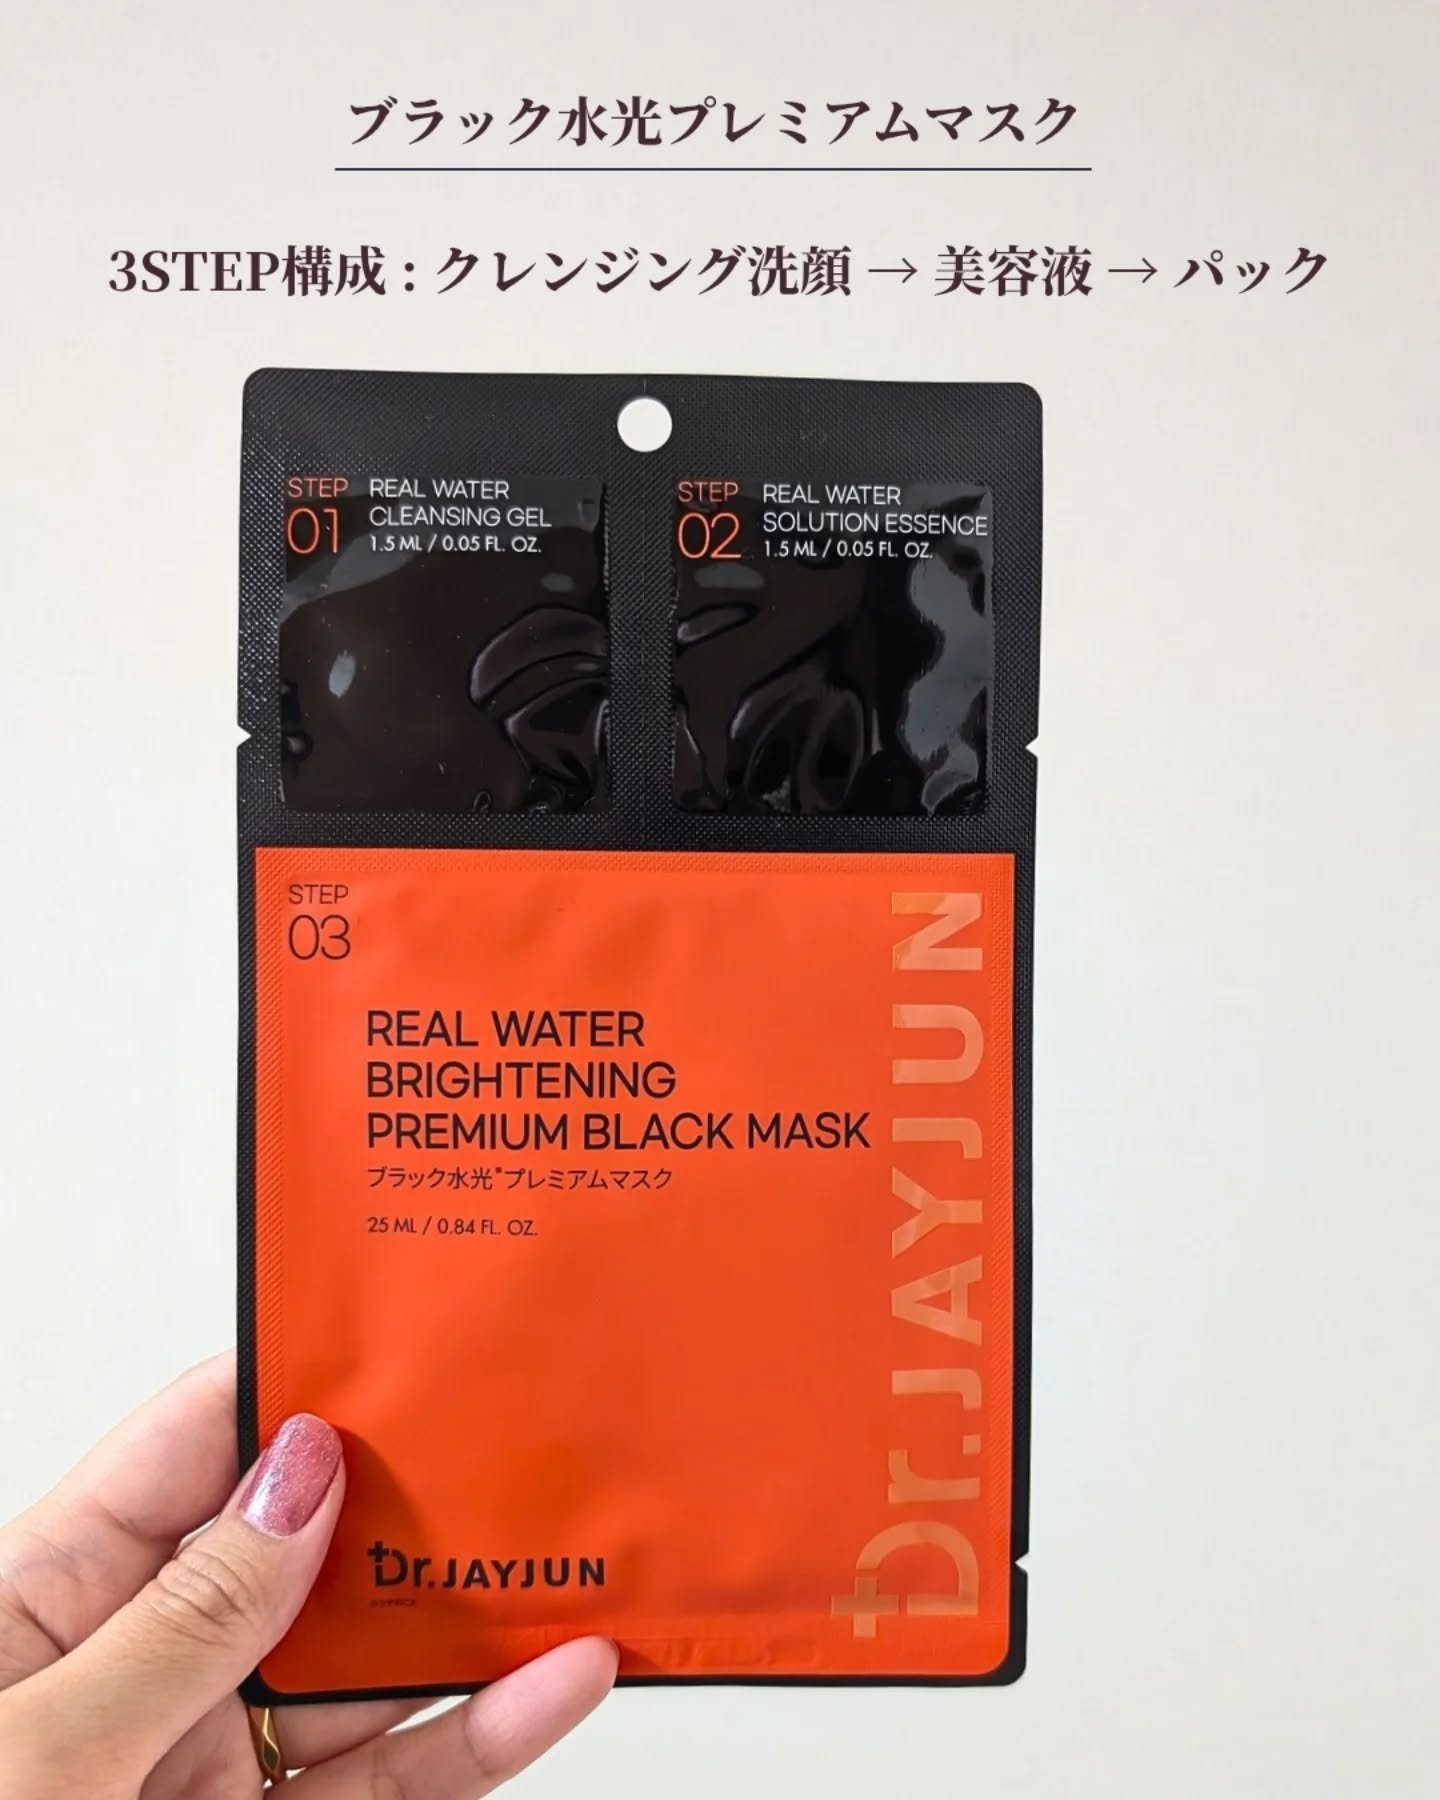 ブラック水光プレミアムマスク
3STEP構成 : クレンジング洗顔 → 美容液 → パック
STEP
01
REAL WATER
CLEANSING GEL
1.5 ML / 0.05 FL. OZ.
STEP
02
REAL WATER
SOLUTION ESSENCE
1.5 ML / 0.05 FL. OZ.
STEP
03
REAL WATER
BRIGHTENING
PREMIUM BLACK MASK
ブラック水光*プレミアムマスク
25 ML / 0.84 FL. OZ.
Dr.JAYJUN
Dr.JAYJUN